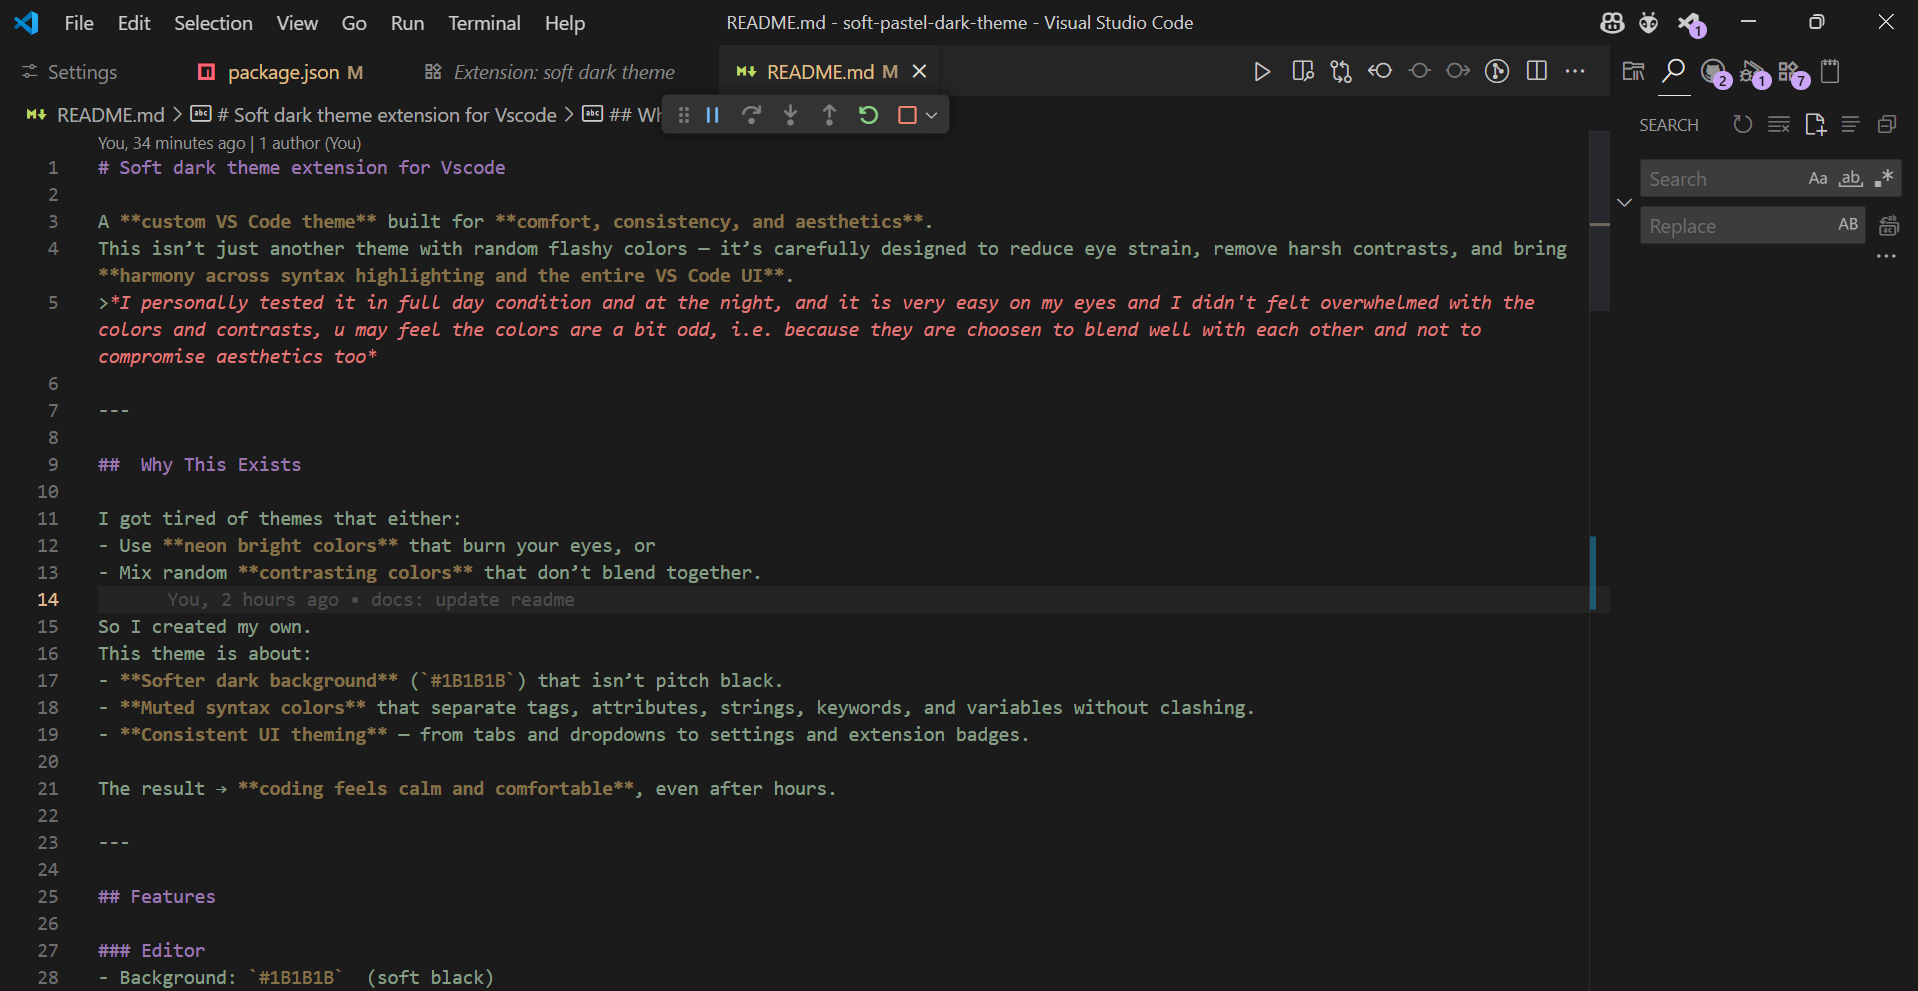 File Edit Selection View Go Run Terminal Help README.md - soft-pastel-dark-theme - Visual Studio Code 1
Settings package.json M Extension: soft dark theme README.md M 2 1 7
README.md > # Soft dark theme extension for Vscode > ## Wh
SEARCH
Search Aa ab .*
Replace AB
You, 34 minutes ago | 1 author (You)
1 # Soft dark theme extension for Vscode
2
3 A **custom VS Code theme** built for **comfort, consistency, and aesthetics**.
4 This isn’t just another theme with random flashy colors — it’s carefully designed to reduce eye strain, remove harsh contrasts, and bring
**harmony across syntax highlighting and the entire VS Code UI**.
5 >*I personally tested it in full day condition and at the night, and it is very easy on my eyes and I didn't felt overwhelmed with the
colors and contrasts, u may feel the colors are a bit odd, i.e. because they are choosen to blend well with each other and not to
compromise aesthetics too*
6
7 ---
8
9 ##  Why This Exists
10
11 I got tired of themes that either:
12 - Use **neon bright colors** that burn your eyes, or
13 - Mix random **contrasting colors** that don’t blend together.
14 You, 2 hours ago • docs: update readme
15 So I created my own.
16 This theme is about:
17 - **Softer dark background** (`#1B1B1B`) that isn’t pitch black.
18 - **Muted syntax colors** that separate tags, attributes, strings, keywords, and variables without clashing.
19 - **Consistent UI theming** — from tabs and dropdowns to settings and extension badges.
20
21 The result → **coding feels calm and comfortable**, even after hours.
22
23 ---
24
25 ## Features
26
27 ### Editor
28 - Background: `#1B1B1B`  (soft black)